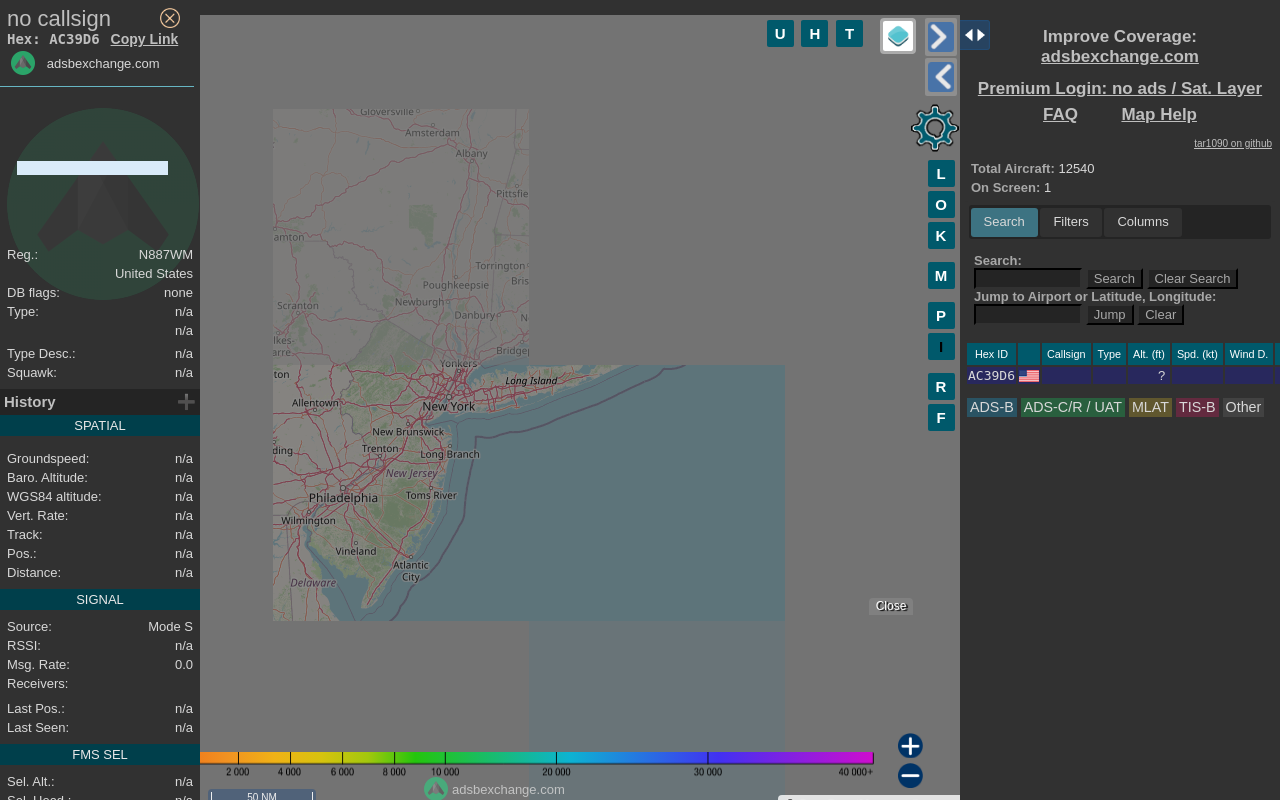 no callsign
Hex: AC39D6 Copy Link
adsbexchange.com
Reg.: N887WM
United States
DB flags: none
Type: n/a
n/a
Type Desc.: n/a
Squawk: n/a
History
SPATIAL
Groundspeed: n/a
Baro. Altitude: n/a
WGS84 altitude: n/a
Vert. Rate: n/a
Track: n/a
Pos.: n/a
Distance: n/a
SIGNAL
Source: Mode S
RSSI: n/a
Msg. Rate: 0.0
Receivers:
Last Pos.: n/a
Last Seen: n/a
FMS SEL
Sel. Alt.: n/a
Sel. Head.: n/a
U H T
L
O
K
M
P
I
R
F
Gloversville
Amsterdam
Albany
Pittsfie
amton
Torrington
Poughkeepsie
Bris
Scranton
Newburgh
Danbury
N
lkes-
arre
Bridgep
Yonkers
ton
Long Island
Allentown
New York
New Brunswick
ding
Trenton
Long Branch
New Jersey
Philadelphia
Toms River
Wilmington
Vineland
Atlantic
City
Delaware
Close
2 000 4 000 6 000 8 000 10 000 20 000 30 000 40 000+
adsbexchange.com
50 NM
Improve Coverage:
adsbexchange.com
Premium Login: no ads / Sat. Layer
FAQ Map Help
tar1090 on github
Total Aircraft: 12540
On Screen: 1
Search Filters Columns
Search:
Search Clear Search
Jump to Airport or Latitude, Longitude:
Jump Clear
Hex ID Callsign Type Alt. (ft) Spd. (kt) Wind D.
AC39D6 ?
ADS-B ADS-C/R / UAT MLAT TIS-B Other